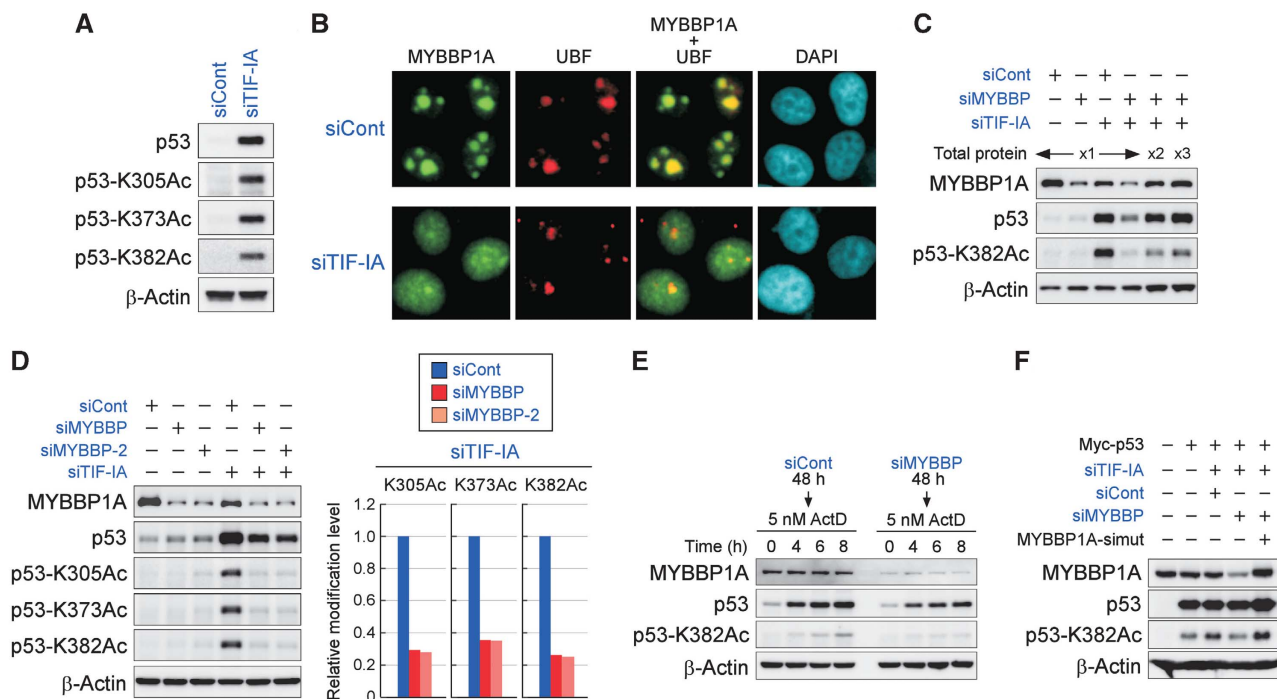 A
siCont
siTIF-IA
p53
p53-K305Ac
p53-K373Ac
p53-K382Ac
β-Actin
B
MYBBP1A
UBF
MYBBP1A
+
UBF
DAPI
siCont
siTIF-IA
C
siCont + − + − − −
siMYBBP − + − + + +
siTIF-IA − − + + + +
Total protein x1 x2 x3
MYBBP1A
p53
p53-K382Ac
β-Actin
D
siCont + − − + − −
siMYBBP − + − − + −
siMYBBP-2 − − + − − +
siTIF-IA − − − + + +
MYBBP1A
p53
p53-K305Ac
p53-K373Ac
p53-K382Ac
β-Actin
siCont
siMYBBP
siMYBBP-2
siTIF-IA
K305Ac K373Ac K382Ac
Relative modification level
1.2
1.0
0.8
0.6
0.4
0.2
0
E
siCont siMYBBP
48 h 48 h
5 nM ActD 5 nM ActD
Time (h) 0 4 6 8 0 4 6 8
MYBBP1A
p53
p53-K382Ac
β-Actin
F
Myc-p53 − + + + +
siTIF-IA − − + + +
siCont − − + − −
siMYBBP − − − + +
MYBBP1A-simut − − − − +
MYBBP1A
p53
p53-K382Ac
β-Actin